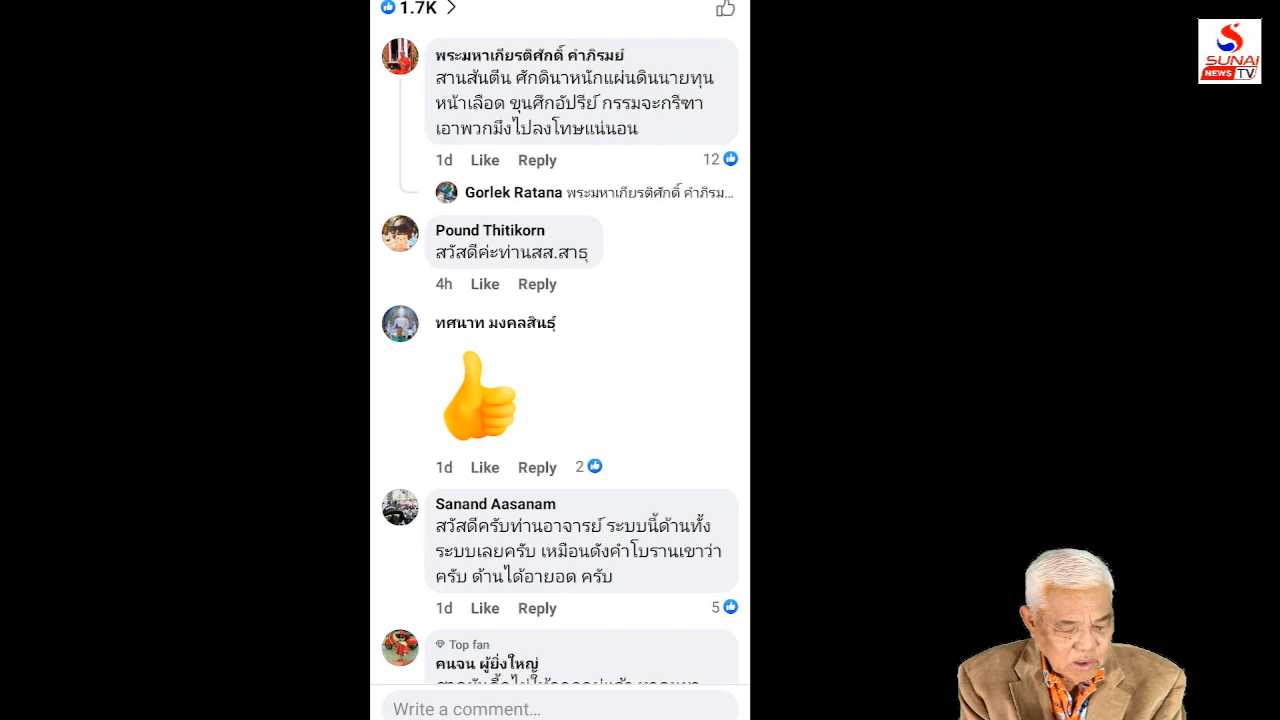 1.7K
SUNAI
NEWS TV
พระมหาเกียรติศักดิ์ คำภิรมย์
สานสันดีน ศักดินาหนักแผ่นดินนายทุน
หน้าเลือด ขุนศึกอัปรีย์ กรรมจะกรีฑา
เอาพวกมึงไปลงโทษแน่นอน
1d Like Reply 12
Gorlek Ratana พระมหาเกียรติศักดิ์ คำภิรม...
Pound Thitikorn
สวัสดีค่ะท่านสส.สาธุ
4h Like Reply
ทศนาท มงคลสินธุ์
1d Like Reply 2
Sanand Aasanam
สวัสดีครับท่านอาจารย์ ระบบนี้ด้านทั้ง
ระบบเลยครับ เหมือนดังคำโบรานเขาว่า
ครับ ด้านได้อายอด ครับ
1d Like Reply 5
Top fan
คนจน ผู้ยิ่งใหญ่
Write a comment...